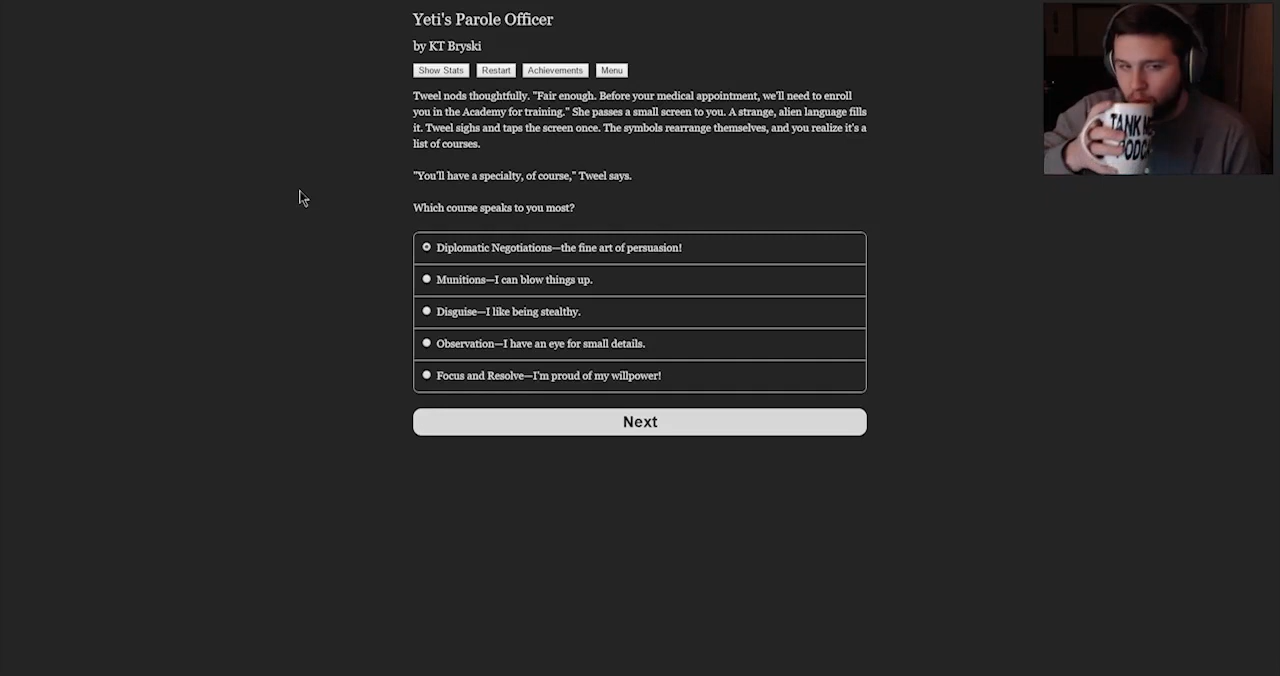 Yeti's Parole Officer
by KT Bryski
Show Stats Restart Achievements Menu
Tweel nods thoughtfully. "Fair enough. Before your medical appointment, we'll need to enroll
you in the Academy for training." She passes a small screen to you. A strange, alien language fills
it. Tweel sighs and taps the screen once. The symbols rearrange themselves, and you realize it's a
list of courses.
"You'll have a specialty, of course," Tweel says.
Which course speaks to you most?
Diplomatic Negotiations—the fine art of persuasion!
Munitions—I can blow things up.
Disguise—I like being stealthy.
Observation—I have an eye for small details.
Focus and Resolve—I'm proud of my willpower!
Next
TANK